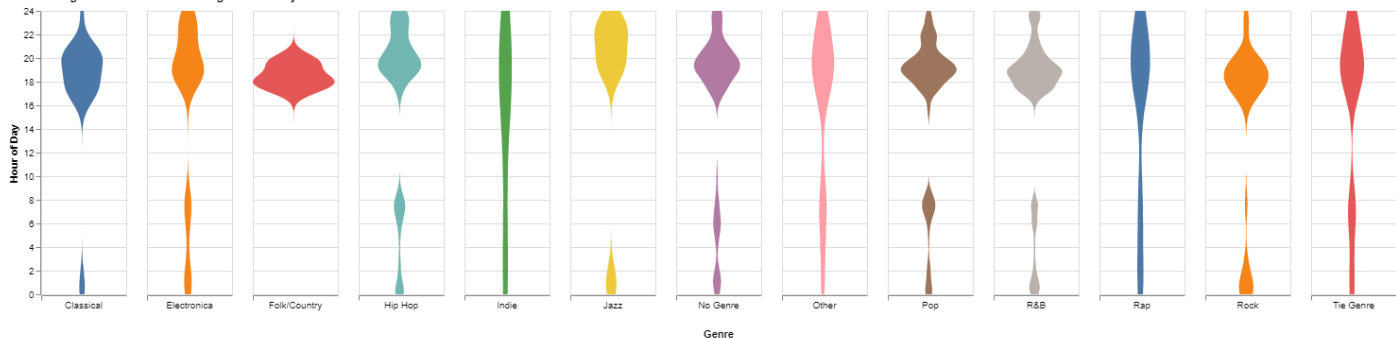 24
22
20
18
16
14
12
10
8
6
4
2
0
Hour of Day
Classical
Electronica
Folk/Country
Hip Hop
Indie
Jazz
No Genre
Other
Pop
R&B
Rap
Rock
Tie Genre
Genre